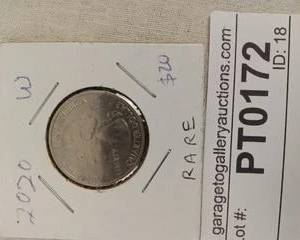 2020 W
$20
RARE
garagetogalleryauctions.com
Lot #:
PT0172
ID: 18